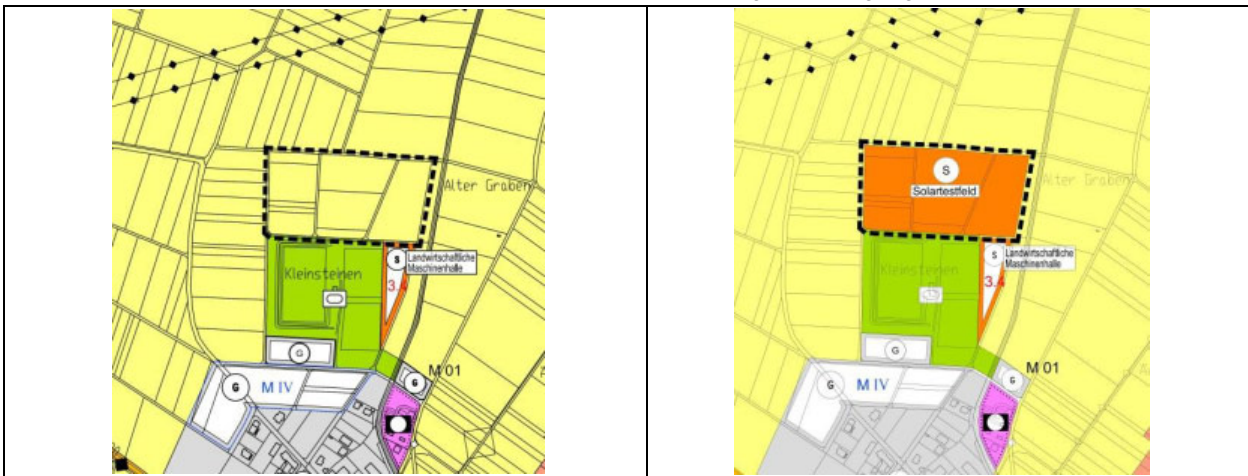 Alter Graben
Kleinsteinen
S
Landwirtschaftliche
Maschinenhalle
3.4
G
M 01
G
M IV
G
S
Solartestfeld
Alter Graben
Kleinsteinen
S
Landwirtschaftliche
Maschinenhalle
3.4
G
M 01
G
M IV
G